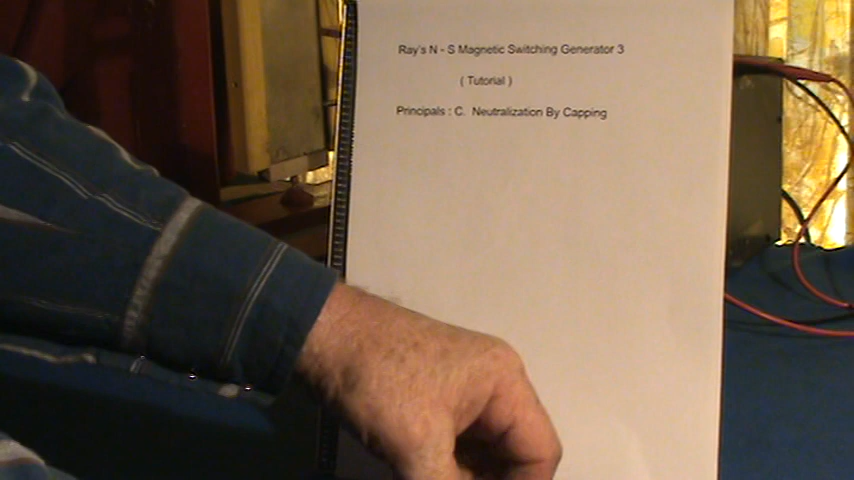 Ray's N - S Magnetic Switching Generator 3
( Tutorial )
Principals : C. Neutralization By Capping